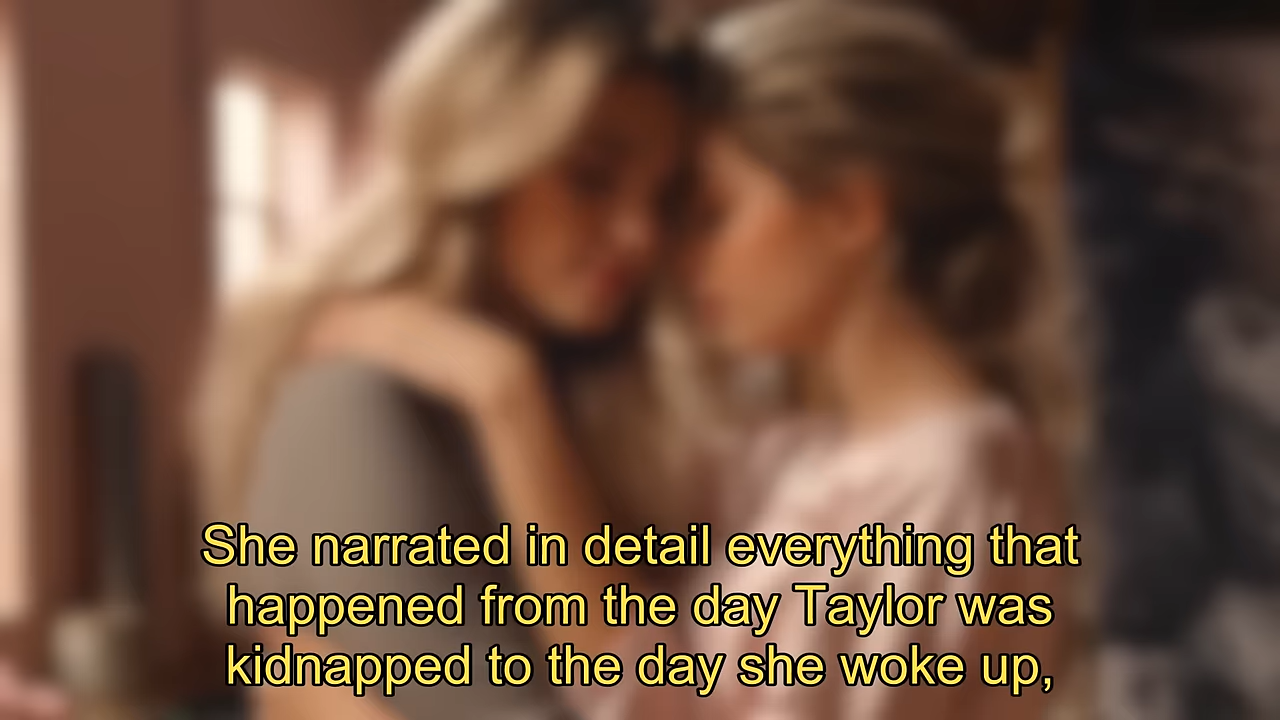 She narrated in detail everything that
happened from the day Taylor was
kidnapped to the day she woke up,